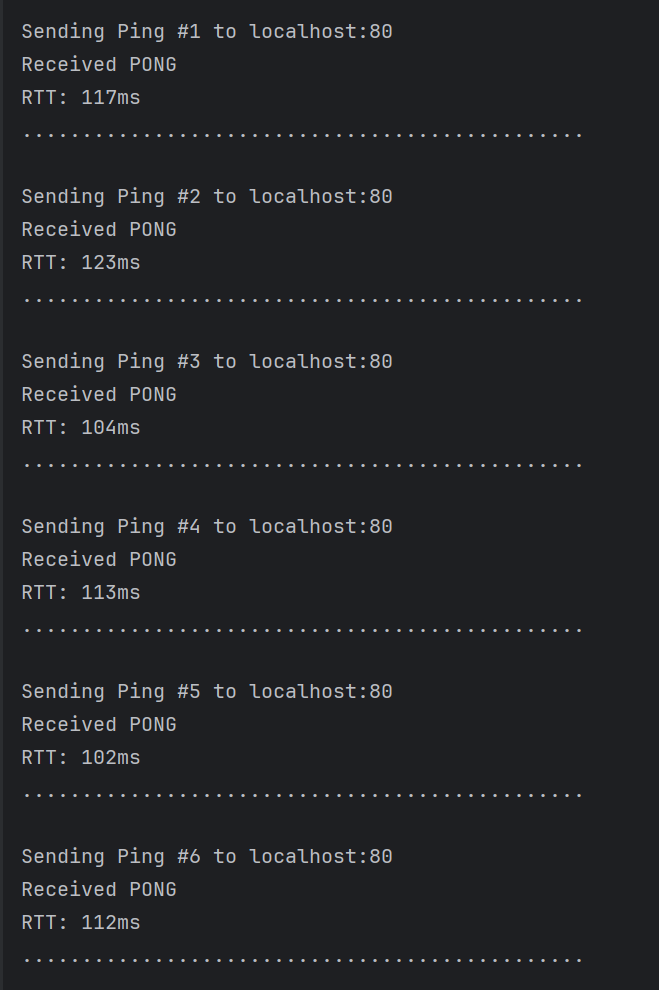 Sending Ping #1 to localhost:80
Received PONG
RTT: 117ms
...............................................
Sending Ping #2 to localhost:80
Received PONG
RTT: 123ms
...............................................
Sending Ping #3 to localhost:80
Received PONG
RTT: 104ms
...............................................
Sending Ping #4 to localhost:80
Received PONG
RTT: 113ms
...............................................
Sending Ping #5 to localhost:80
Received PONG
RTT: 102ms
...............................................
Sending Ping #6 to localhost:80
Received PONG
RTT: 112ms
...............................................